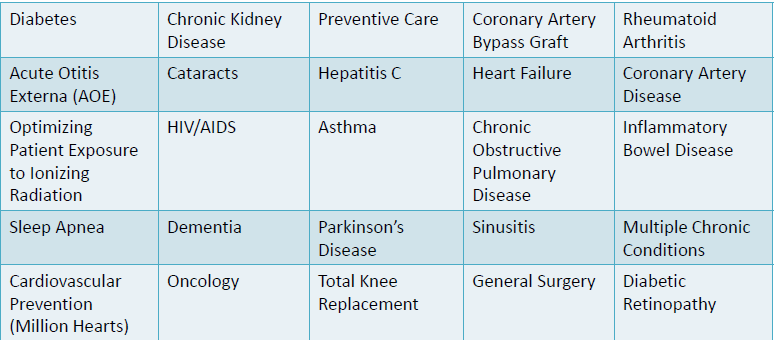 Diabetes
Chronic Kidney
Disease
Preventive Care
Coronary Artery
Bypass Graft
Rheumatoid
Arthritis
Acute Otitis
Externa (AOE)
Cataracts
Hepatitis C
Heart Failure
Coronary Artery
Disease
Optimizing
Patient Exposure
to Ionizing
Radiation
HIV/AIDS
Asthma
Chronic
Obstructive
Pulmonary
Disease
Inflammatory
Bowel Disease
Sleep Apnea
Dementia
Parkinson’s
Disease
Sinusitis
Multiple Chronic
Conditions
Cardiovascular
Prevention
(Million Hearts)
Oncology
Total Knee
Replacement
General Surgery
Diabetic
Retinopathy